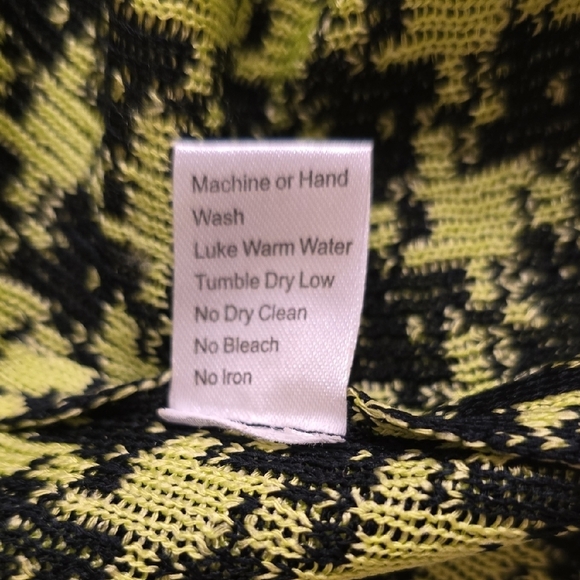 Machine or Hand
Wash
Luke Warm Water
Tumble Dry Low
No Dry Clean
No Bleach
No Iron